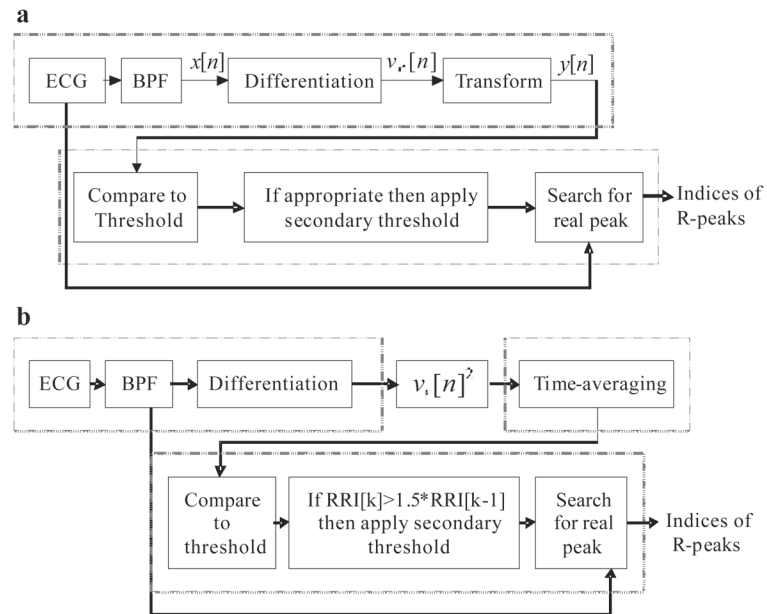 a
ECG
BPF
x[n]
Differentiation
Transform
y[n]
Compare to
Threshold
If appropriate then apply
secondary threshold
Search for
real peak
Indices of
R-peaks
b
ECG
BPF
Differentiation
Time-averaging
Compare
to
threshold
If RRI[k]>1.5*RRI[k-1]
then apply secondary
threshold
Search
for real
peak
Indices of
R-peaks